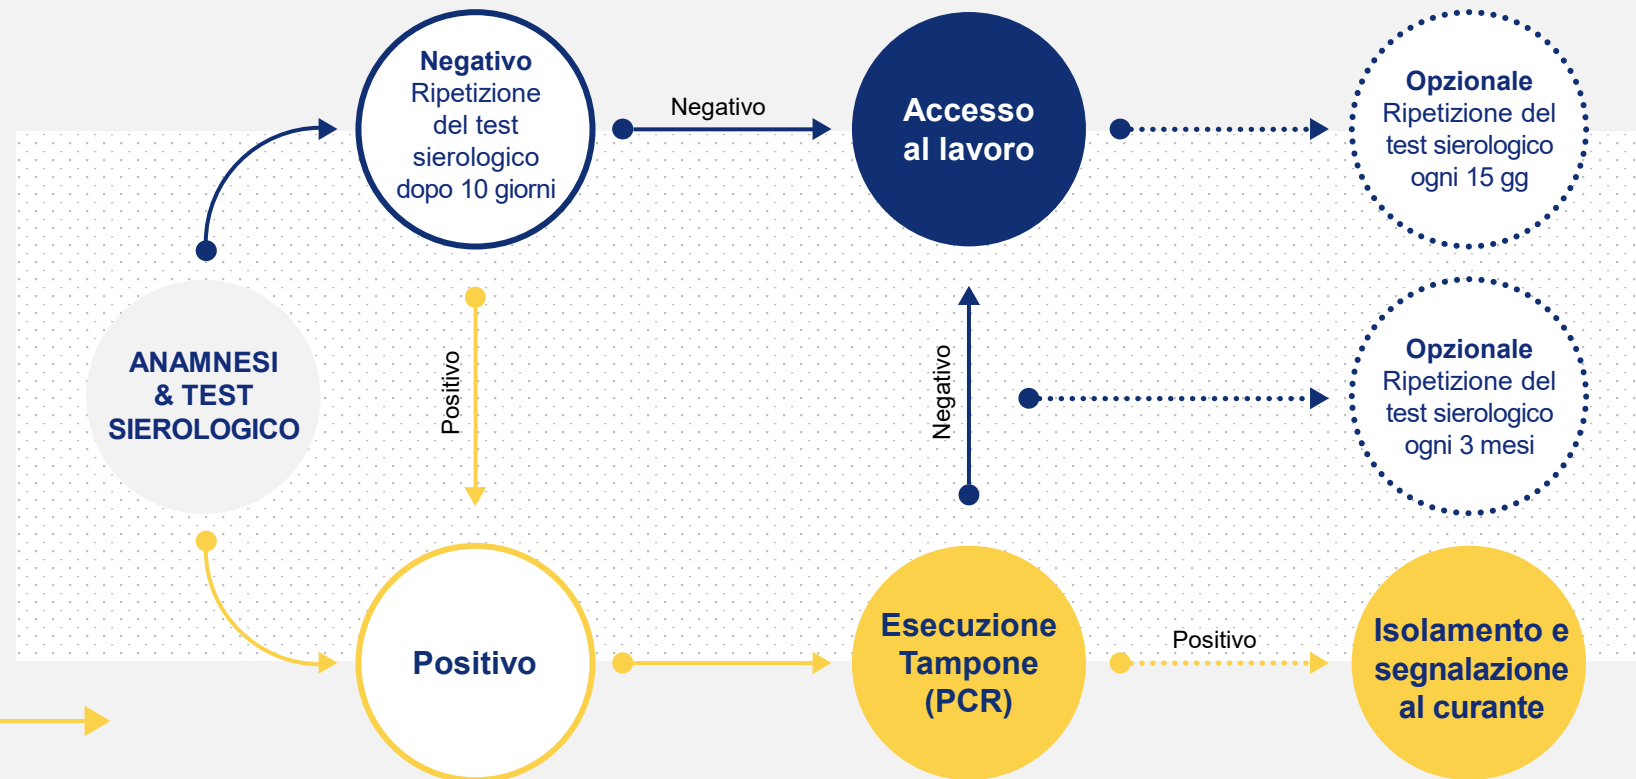 Negativo
Ripetizione
del test
sierologico
dopo 10 giorni
Negativo
Accesso
al lavoro
Opzionale
Ripetizione del
test sierologico
ogni 15 gg
ANAMNESI
& TEST
SIEROLOGICO
Positivo
Negativo
Opzionale
Ripetizione del
test sierologico
ogni 3 mesi
Positivo
Esecuzione
Tampone
(PCR)
Positivo
Isolamento e
segnalazione
al curante